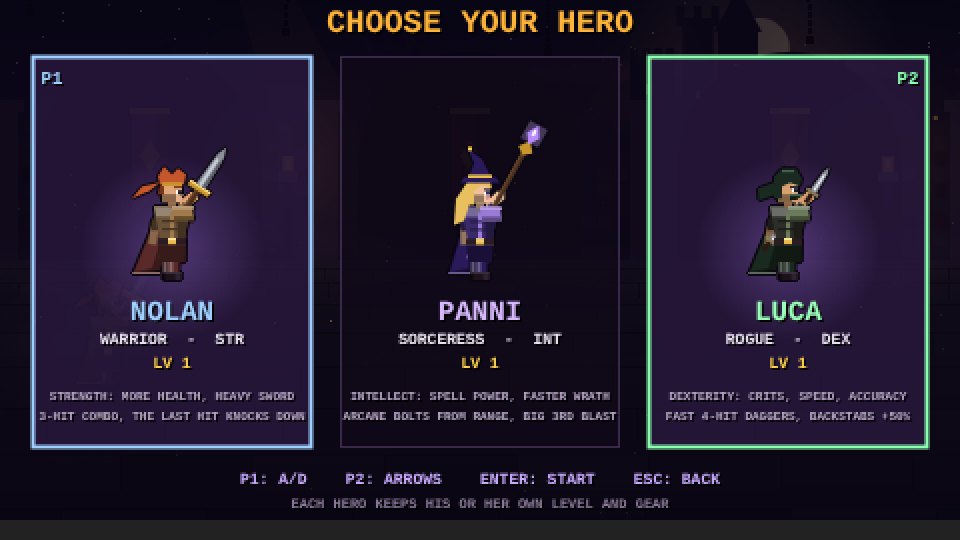 CHOOSE YOUR HERO
P1
P2
NOLAN
WARRIOR - STR
LV 1
STRENGTH: MORE HEALTH, HEAVY SWORD
3-HIT COMBO, THE LAST HIT KNOCKS DOWN
PANNI
SORCERESS - INT
LV 1
INTELLECT: SPELL POWER, FASTER WRATH
ARCANE BOLTS FROM RANGE, BIG 3RD BLAST
LUCA
ROGUE - DEX
LV 1
DEXTERITY: CRITS, SPEED, ACCURACY
FAST 4-HIT DAGGERS, BACKSTABS +50%
P1: A/D P2: ARROWS ENTER: START ESC: BACK
EACH HERO KEEPS HIS OR HER OWN LEVEL AND GEAR